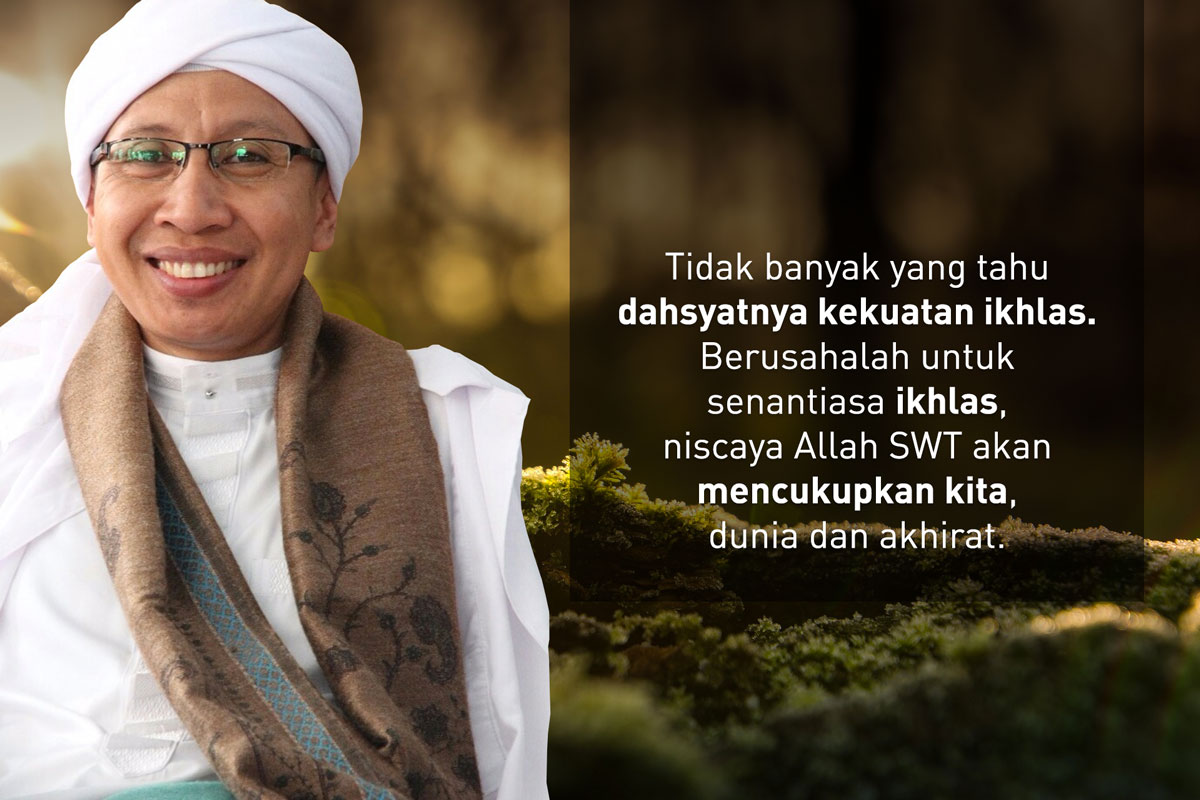 Tidak banyak yang tahu
dahsyatnya kekuatan ikhlas.
Berusahalah untuk
senantiasa ikhlas,
niscaya Allah SWT akan
mencukupkan kita,
dunia dan akhirat.